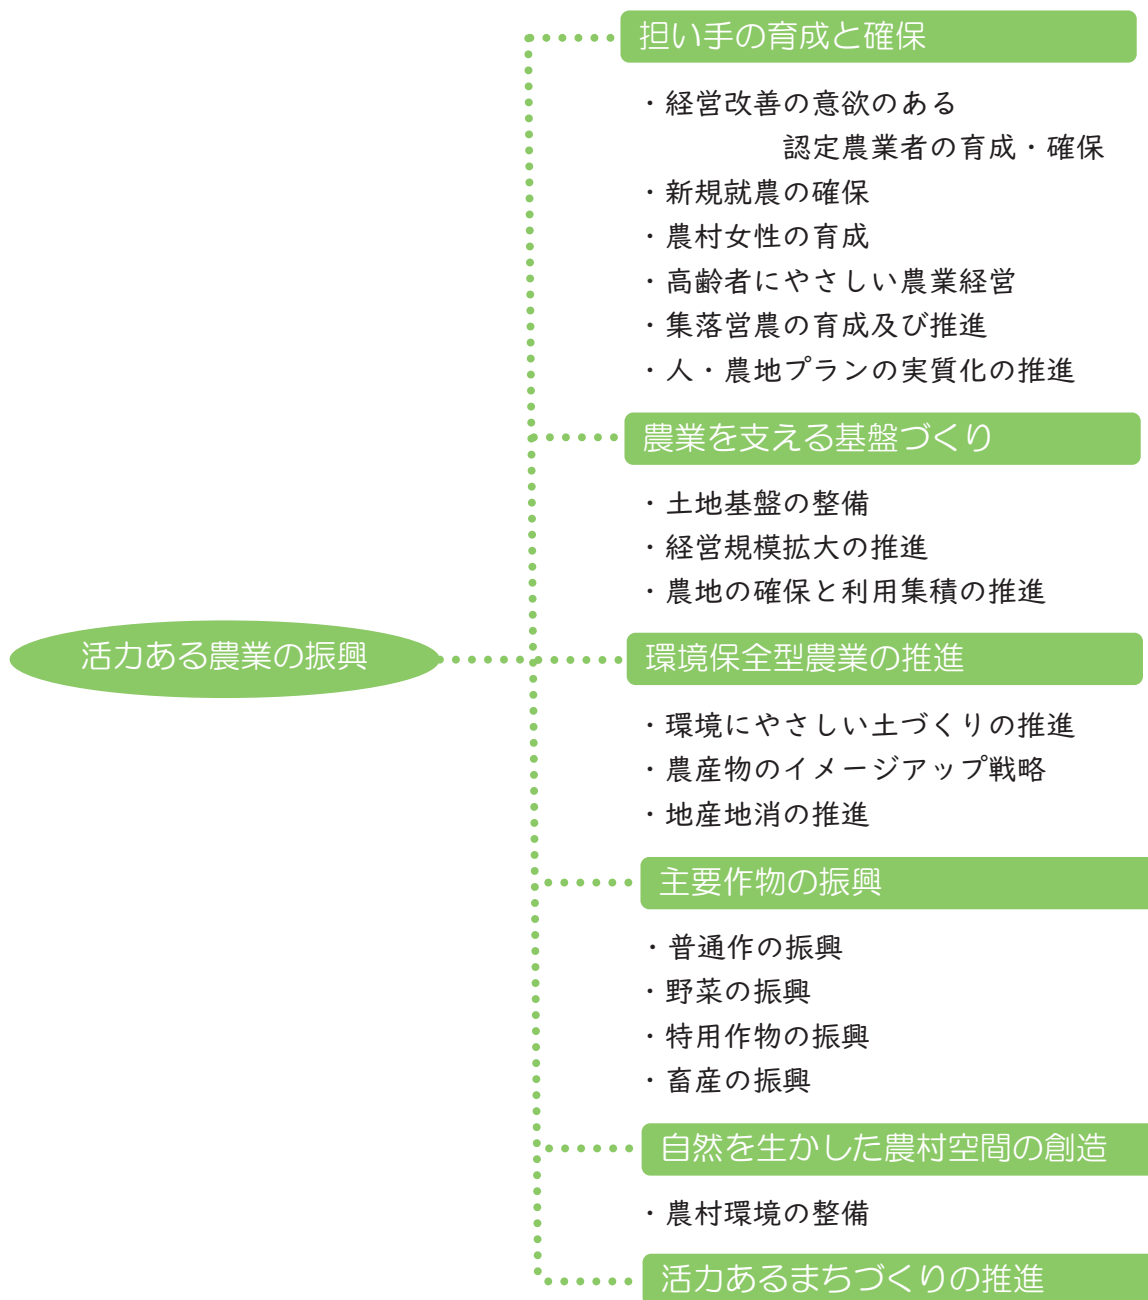 担い手の育成と確保
・経営改善の意欲のある
認定農業者の育成・確保
・新規就農の確保
・農村女性の育成
・高齢者にやさしい農業経営
・集落営農の育成及び推進
・人・農地プランの実質化の推進
農業を支える基盤づくり
・土地基盤の整備
・経営規模拡大の推進
・農地の確保と利用集積の推進
活力ある農業の振興
環境保全型農業の推進
・環境にやさしい土づくりの推進
・農産物のイメージアップ戦略
・地産地消の推進
主要作物の振興
・普通作の振興
・野菜の振興
・特用作物の振興
・畜産の振興
自然を生かした農村空間の創造
・農村環境の整備
活力あるまちづくりの推進